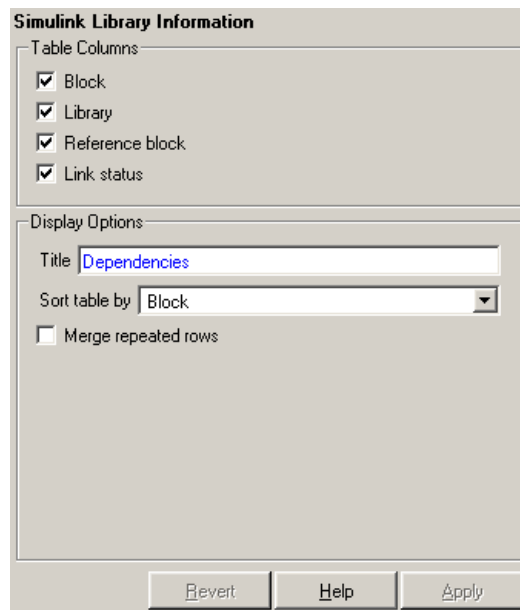 Simulink Library Information
Table Columns
Block
Library
Reference block
Link status
Display Options
Title Dependencies
Sort table by Block
Merge repeated rows
Revert Help Apply